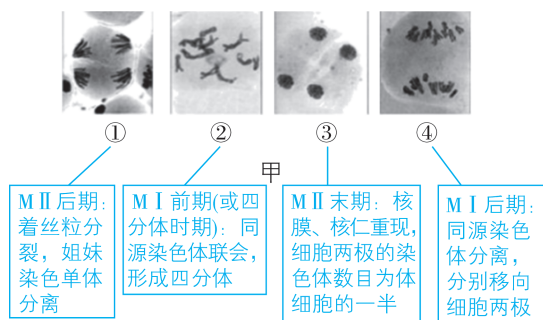 ① ② ③ ④
甲
MⅡ后期:
着丝粒分
裂，姐妹
染色单体
分离
MⅠ前期(或四
分体时期): 同
源染色体联会，
形成四分体
MⅡ末期: 核
膜、核仁重现，
细胞两极的染
色体数目为体
细胞的一半
MⅠ后期:
同源染色
体分离，
分别移向
细胞两极